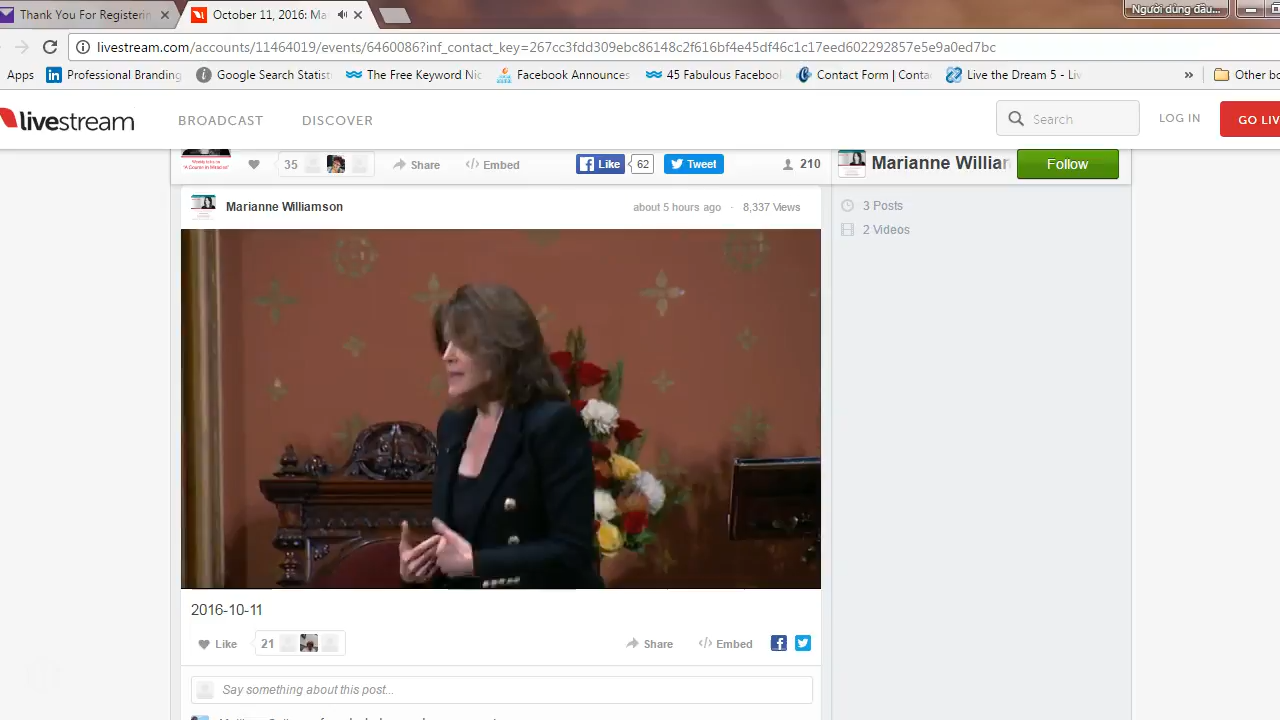 Thank You For Registerin
October 11, 2016: Ma
Người dùng đầu...
livestream.com/accounts/11464019/events/6460086?inf_contact_key=267cc3fdd309ebc86148c2f616f4e45df46c1c17eed602292857e5e9a0ed7bc
Apps Professional Branding Google Search Statist The Free Keyword Nic Facebook Announces 45 Fabulous Facebook Contact Form | Conta Live the Dream 5 - Liv » Other bo
livestream BROADCAST DISCOVER Search LOG IN GO LIV
35 Share Embed Like 62 Tweet 210 Marianne William Follow
Marianne Williamson about 5 hours ago · 8,337 Views
3 Posts
2 Videos
2016-10-11
Like 21 Share Embed
Say something about this post...